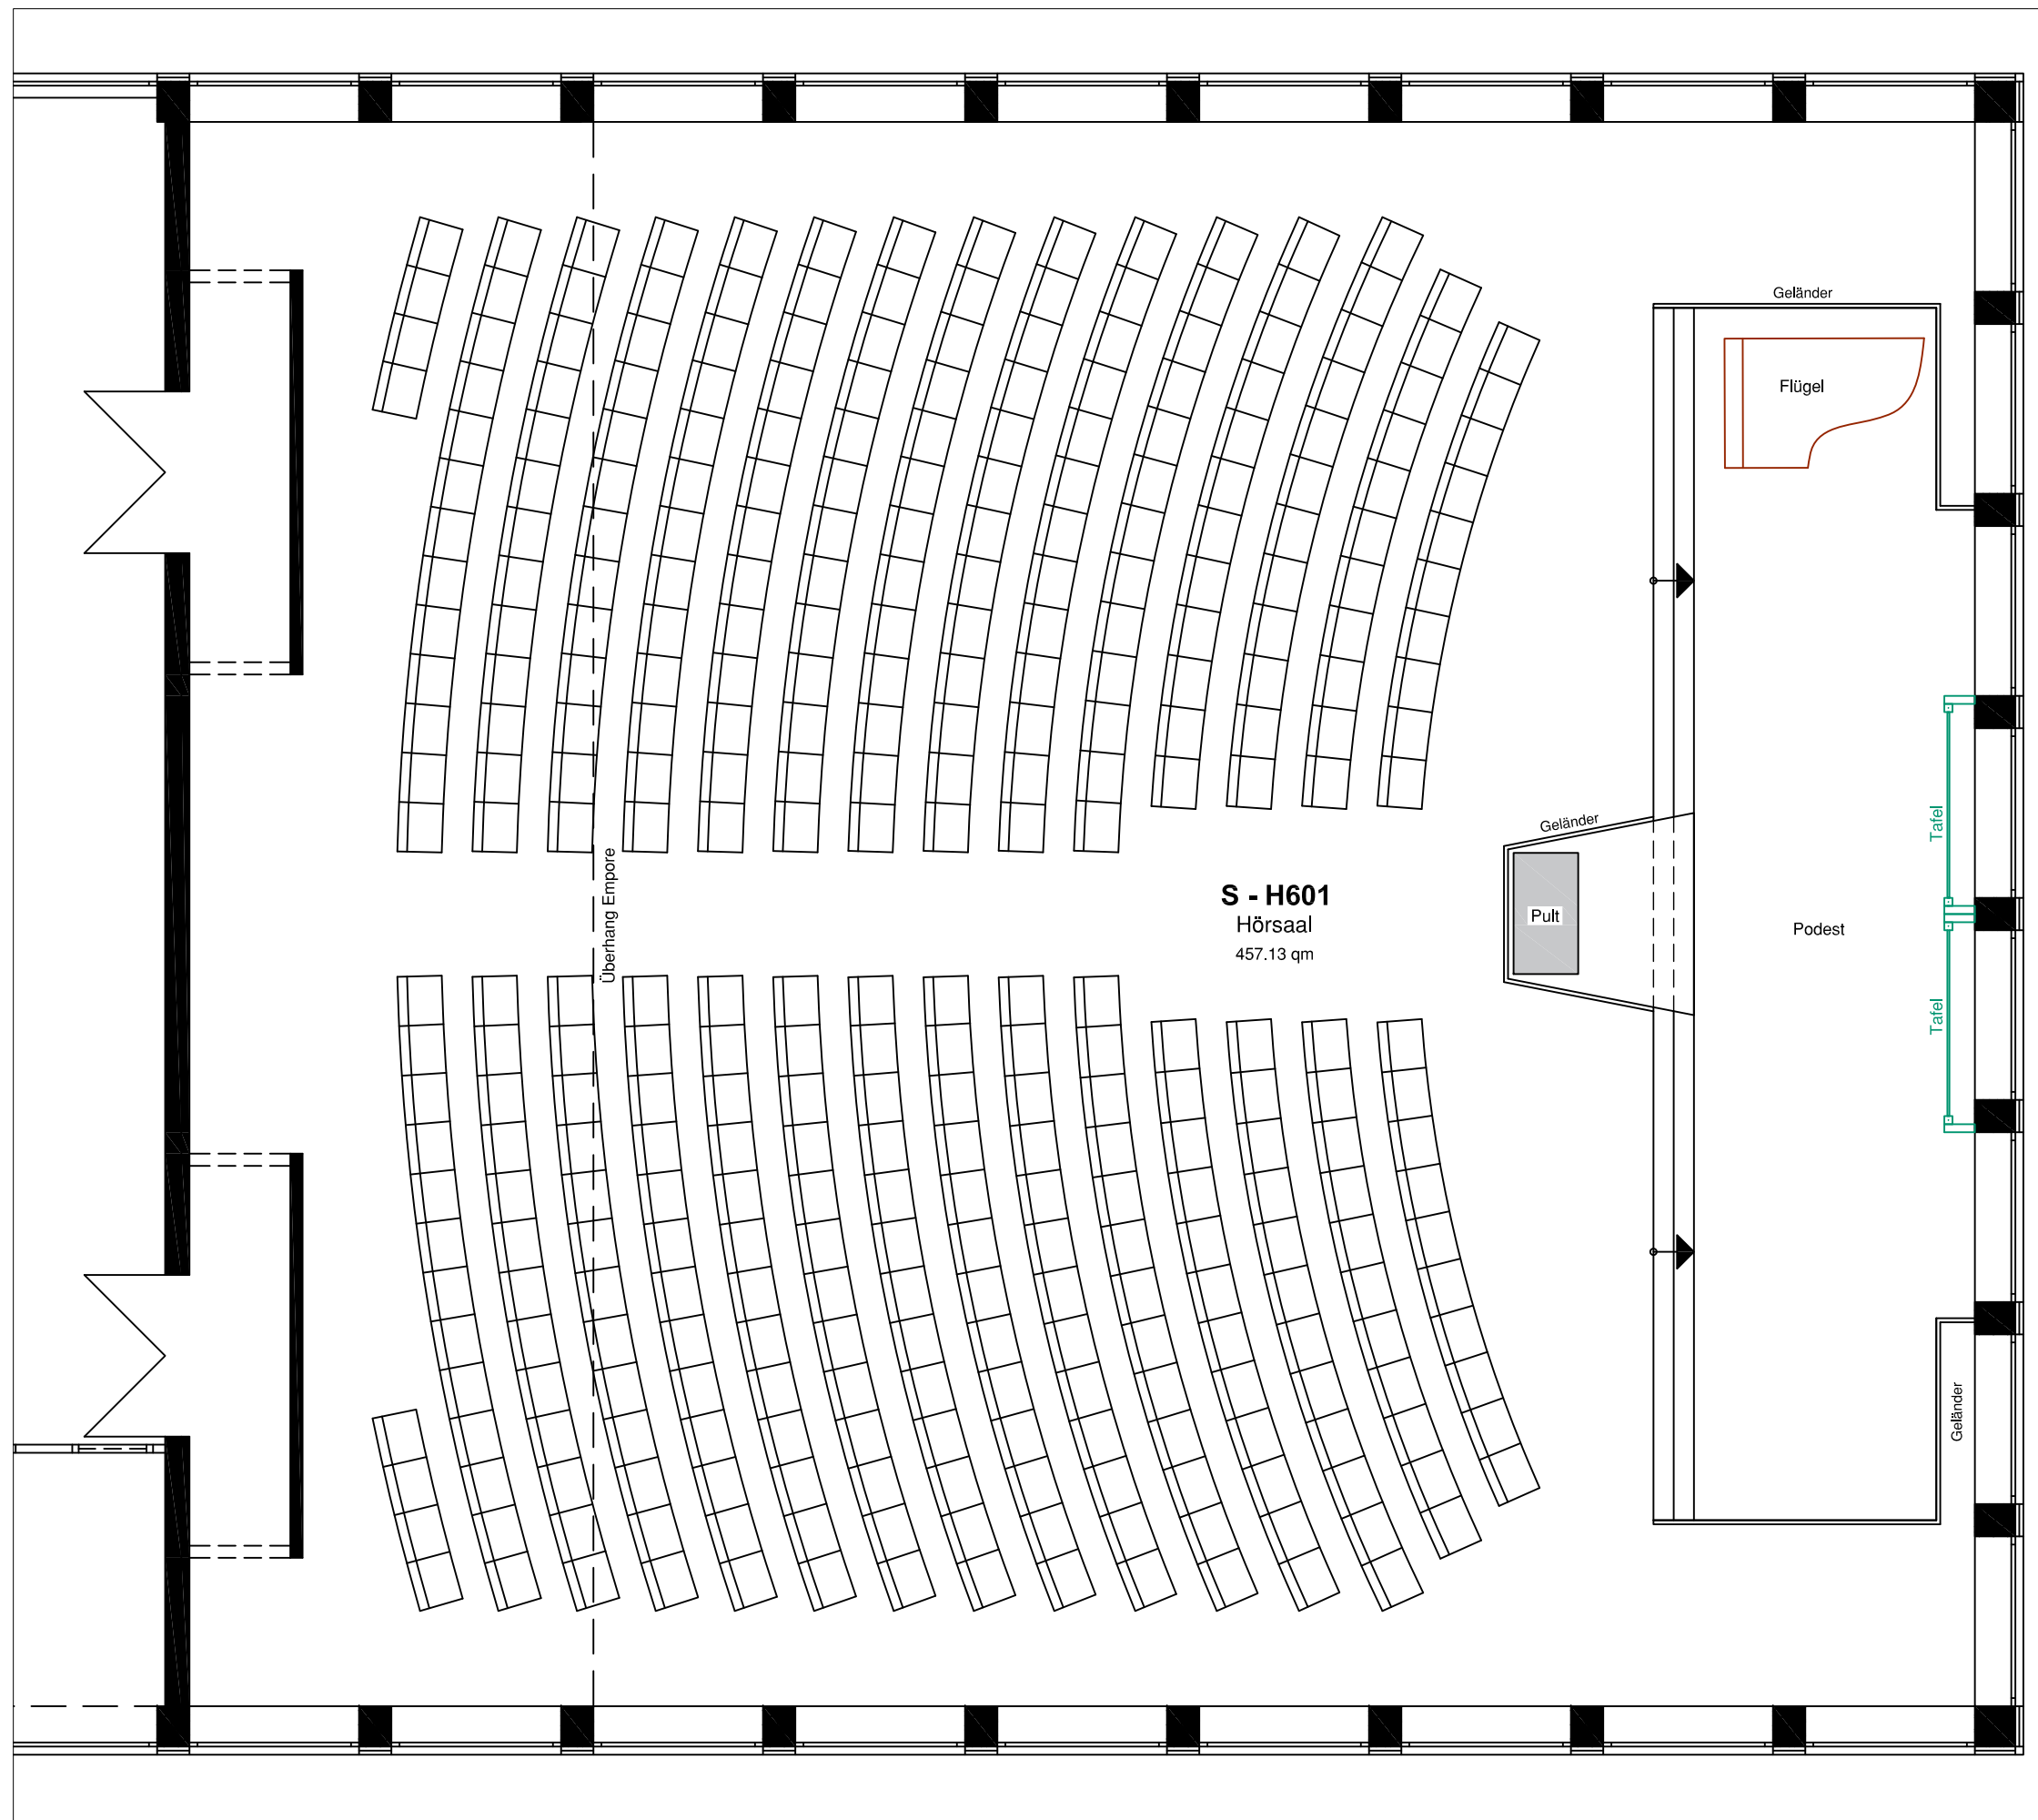 Geländer
Flügel
Geländer
Tafel
Überhang Empore
S - H601
Hörsaal
457.13 qm
Pult
Podest
Tafel
Geländer